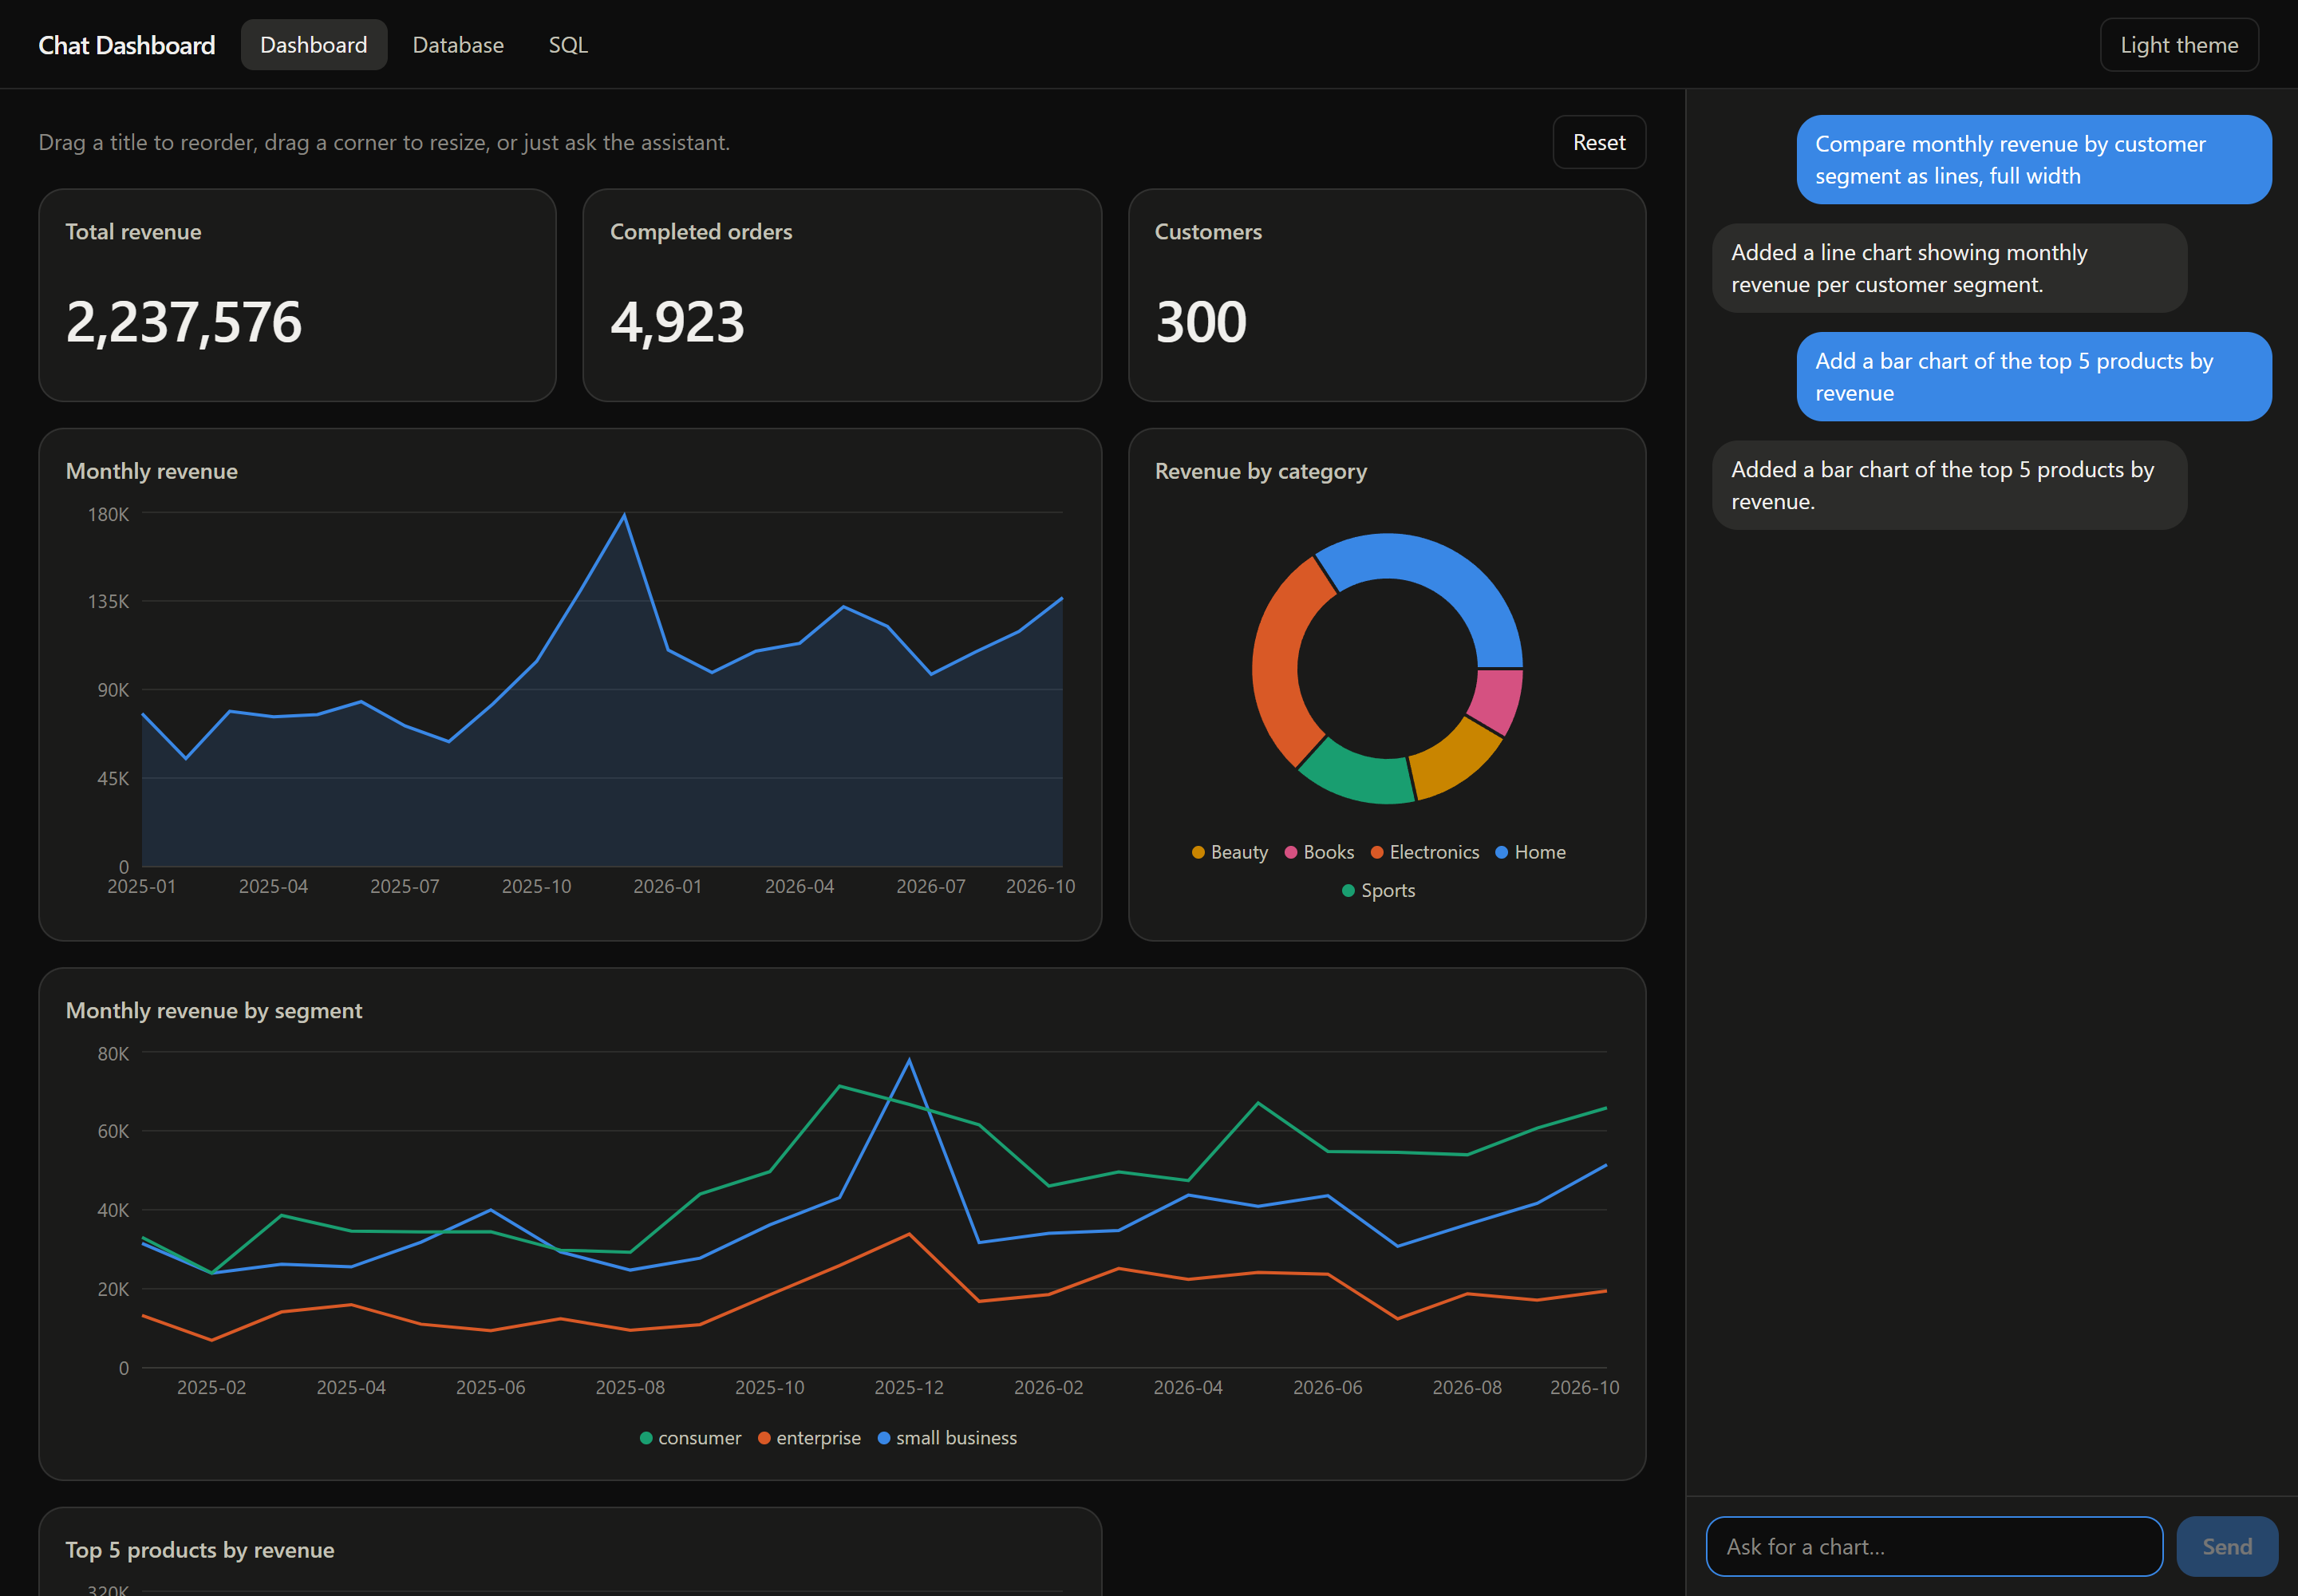 Chat Dashboard Dashboard Database SQL Light theme
Drag a title to reorder, drag a corner to resize, or just ask the assistant. Reset
Total revenue
2,237,576
Completed orders
4,923
Customers
300
Monthly revenue
180K
135K
90K
45K
0
2025-01 2025-04 2025-07 2025-10 2026-01 2026-04 2026-07 2026-10
Revenue by category
Beauty Books Electronics Home
Sports
Monthly revenue by segment
80K
60K
40K
20K
0
2025-02 2025-04 2025-06 2025-08 2025-10 2025-12 2026-02 2026-04 2026-06 2026-08 2026-10
consumer enterprise small business
Top 5 products by revenue
320K
Compare monthly revenue by customer
segment as lines, full width
Added a line chart showing monthly
revenue per customer segment.
Add a bar chart of the top 5 products by
revenue
Added a bar chart of the top 5 products by
revenue.
Ask for a chart... Send